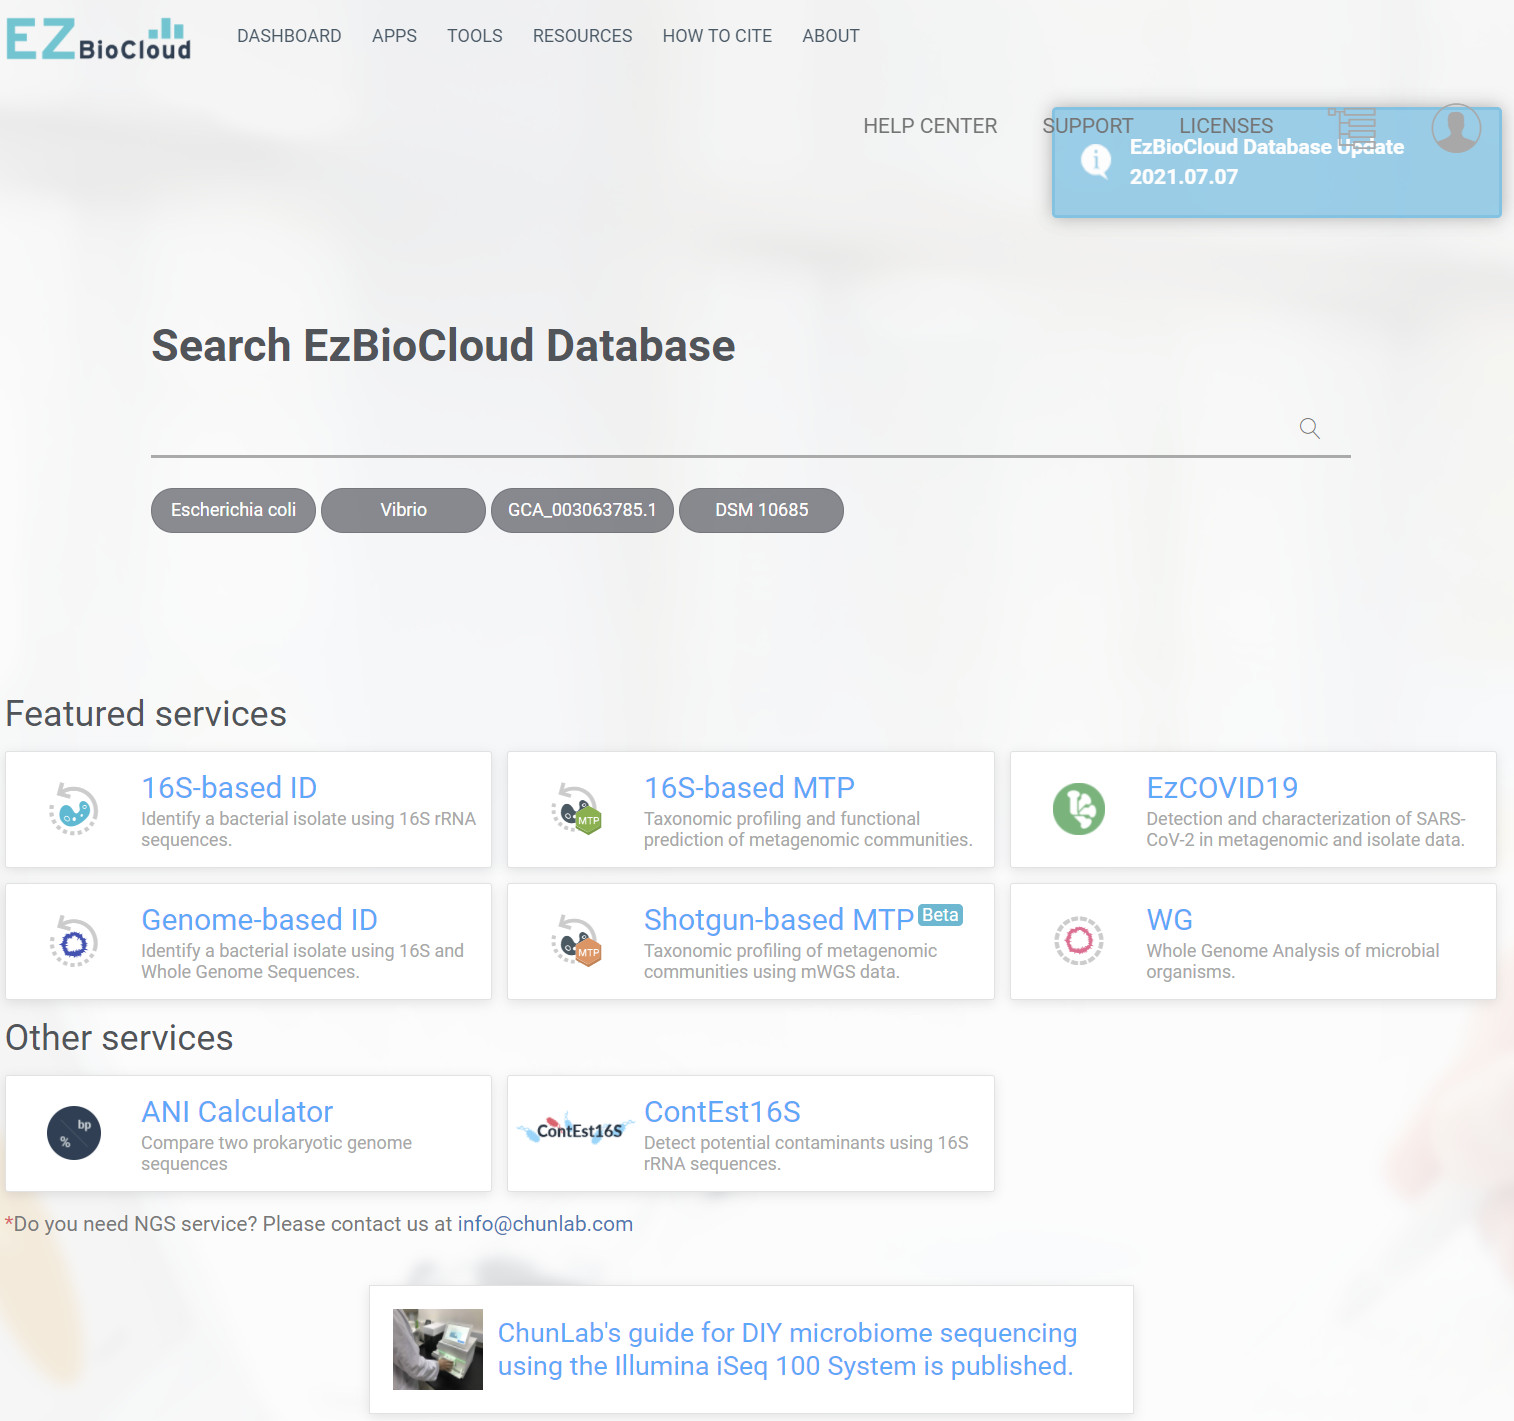 EZBioCloud
DASHBOARD APPS TOOLS RESOURCES HOW TO CITE ABOUT
HELP CENTER SUPPORT LICENSES
EzBioCloud Database Update
2021.07.07
Search EzBioCloud Database
Escherichia coli Vibrio GCA_003063785.1 DSM 10685
Featured services
16S-based ID
Identify a bacterial isolate using 16S rRNA
sequences.
MTP
16S-based MTP
Taxonomic profiling and functional
prediction of metagenomic communities.
EzCOVID19
Detection and characterization of SARS-
CoV-2 in metagenomic and isolate data.
Genome-based ID
Identify a bacterial isolate using 16S and
Whole Genome Sequences.
MTP
Shotgun-based MTP Beta
Taxonomic profiling of metagenomic
communities using mWGS data.
WG
Whole Genome Analysis of microbial
organisms.
Other services
bp
%
ANI Calculator
Compare two prokaryotic genome
sequences
ContEst16S
ContEst16S
Detect potential contaminants using 16S
rRNA sequences.
*Do you need NGS service? Please contact us at info@chunlab.com
ChunLab's guide for DIY microbiome sequencing
using the Illumina iSeq 100 System is published.